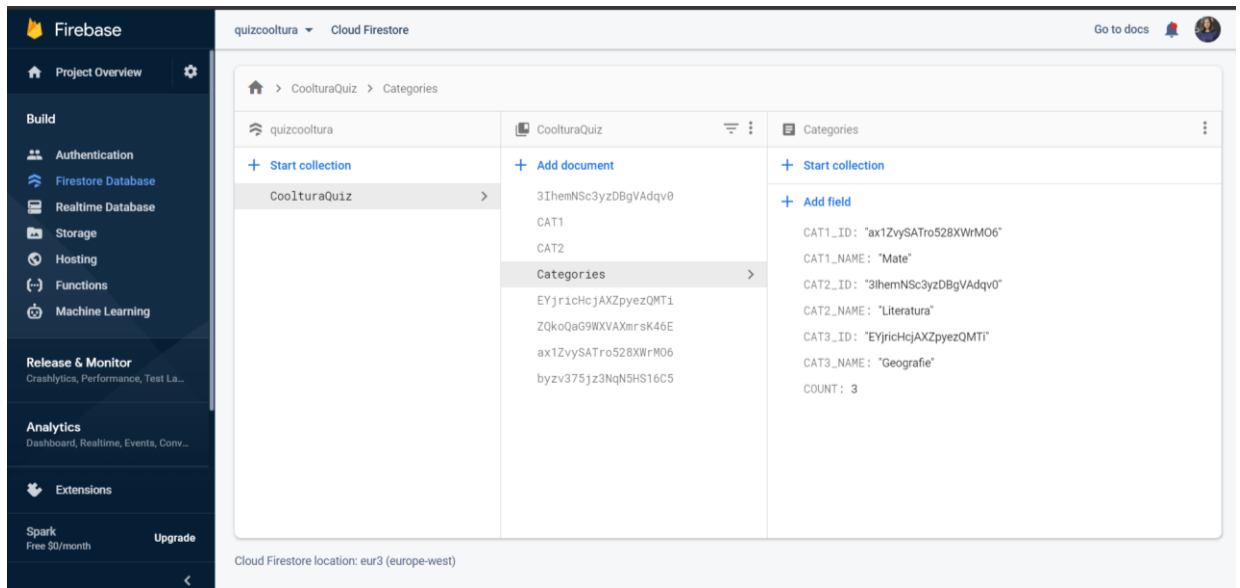 Firebase
quizcooltura
Cloud Firestore
Go to docs
Project Overview
Build
Authentication
Firestore Database
Realtime Database
Storage
Hosting
Functions
Machine Learning
Release & Monitor
Crashlytics, Performance, Test La...
Analytics
Dashboard, Realtime, Events, Conv...
Extensions
Spark
Free $0/month
Upgrade
CoolturaQuiz > Categories
quizcooltura
Start collection
CoolturaQuiz
CoolturaQuiz
Add document
3IhemNSc3yzDBgVAdqv0
CAT1
CAT2
Categories
EYjricHcjAXZpyezQMTi
ZQkoQaG9WXVAXmrsK46E
ax1ZvySATro528XWrMO6
byzv375jz3NqN5HS16C5
Categories
Start collection
Add field
CAT1_ID: "ax1ZvySATro528XWrMO6"
CAT1_NAME: "Mate"
CAT2_ID: "3IhemNSc3yzDBgVAdqv0"
CAT2_NAME: "Literatura"
CAT3_ID: "EYjricHcjAXZpyezQMTi"
CAT3_NAME: "Geografie"
COUNT: 3
Cloud Firestore location: eur3 (europe-west)